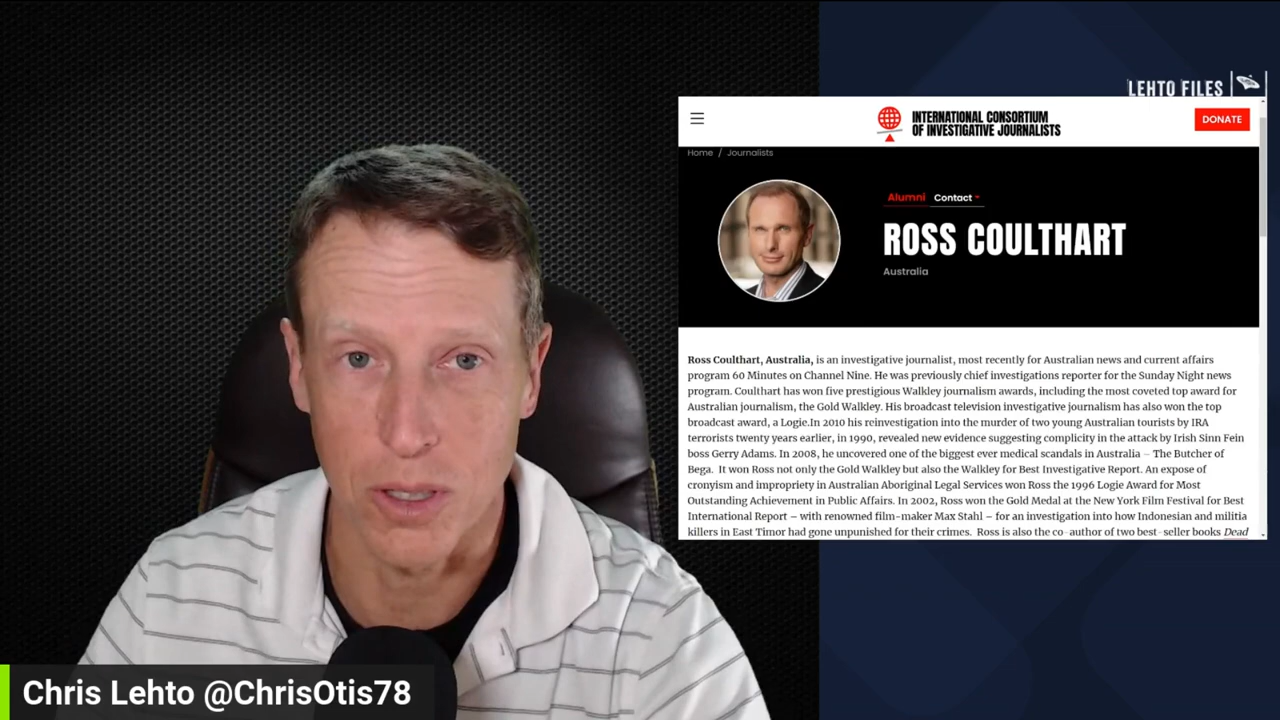 LEHTO FILES
INTERNATIONAL CONSORTIUM
OF INVESTIGATIVE JOURNALISTS
DONATE
Home / Journalists
Alumni Contact
ROSS COULTHART
Australia
Ross Coulthart, Australia, is an investigative journalist, most recently for Australian news and current affairs
program 60 Minutes on Channel Nine. He was previously chief investigations reporter for the Sunday Night news
program. Coulthart has won five prestigious Walkley journalism awards, including the most coveted top award for
Australian journalism, the Gold Walkley. His broadcast television investigative journalism has also won the top
broadcast award, a Logie.In 2010 his reinvestigation into the murder of two young Australian tourists by IRA
terrorists twenty years earlier, in 1990, revealed new evidence suggesting complicity in the attack by Irish Sinn Fein
boss Gerry Adams. In 2008, he uncovered one of the biggest ever medical scandals in Australia – The Butcher of
Bega. It won Ross not only the Gold Walkley but also the Walkley for Best Investigative Report. An expose of
cronyism and impropriety in Australian Aboriginal Legal Services won Ross the 1996 Logie Award for Most
Outstanding Achievement in Public Affairs. In 2002, Ross won the Gold Medal at the New York Film Festival for Best
International Report – with renowned film-maker Max Stahl – for an investigation into how Indonesian and militia
killers in East Timor had gone unpunished for their crimes. Ross is also the co-author of two best-seller books Dead
Chris Lehto @ChrisOtis78